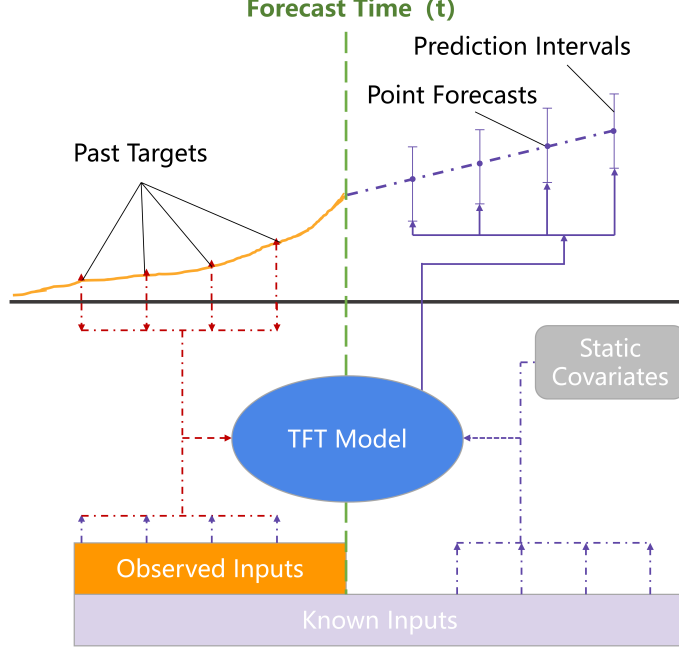 Forecast Time (t)
Prediction Intervals
Point Forecasts
Past Targets
Static
Covariates
TFT Model
Observed Inputs
Known Inputs